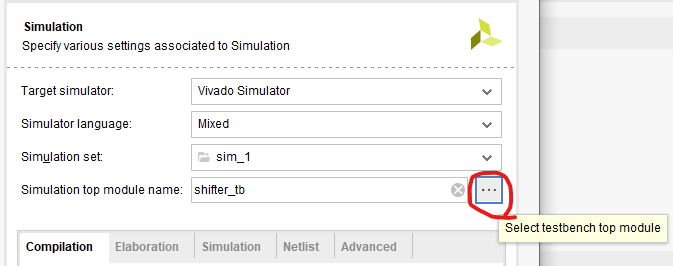 Simulation
Specify various settings associated to Simulation
Target simulator: Vivado Simulator
Simulator language: Mixed
Simulation set: sim_1
Simulation top module name: shifter_tb ...
Select testbench top module
Compilation Elaboration Simulation Netlist Advanced